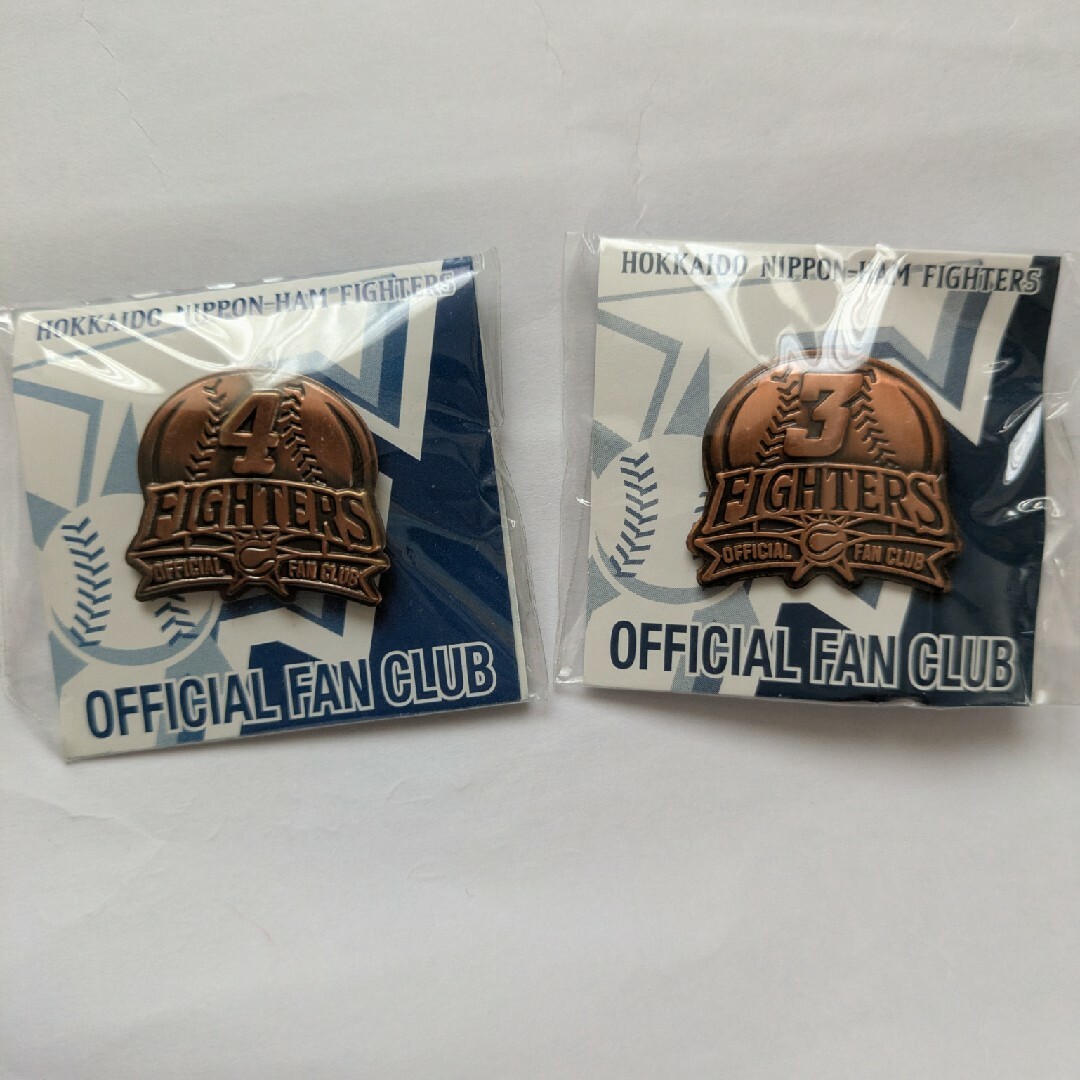 HOKKAIDO NIPPON-HAM FIGHTERS
4
FIGHTERS
OFFICIAL FAN CLUB
OFFICIAL FAN CLUB
HOKKAIDO NIPPON-HAM FIGHTERS
3
FIGHTERS
OFFICIAL FAN CLUB
OFFICIAL FAN CLUB